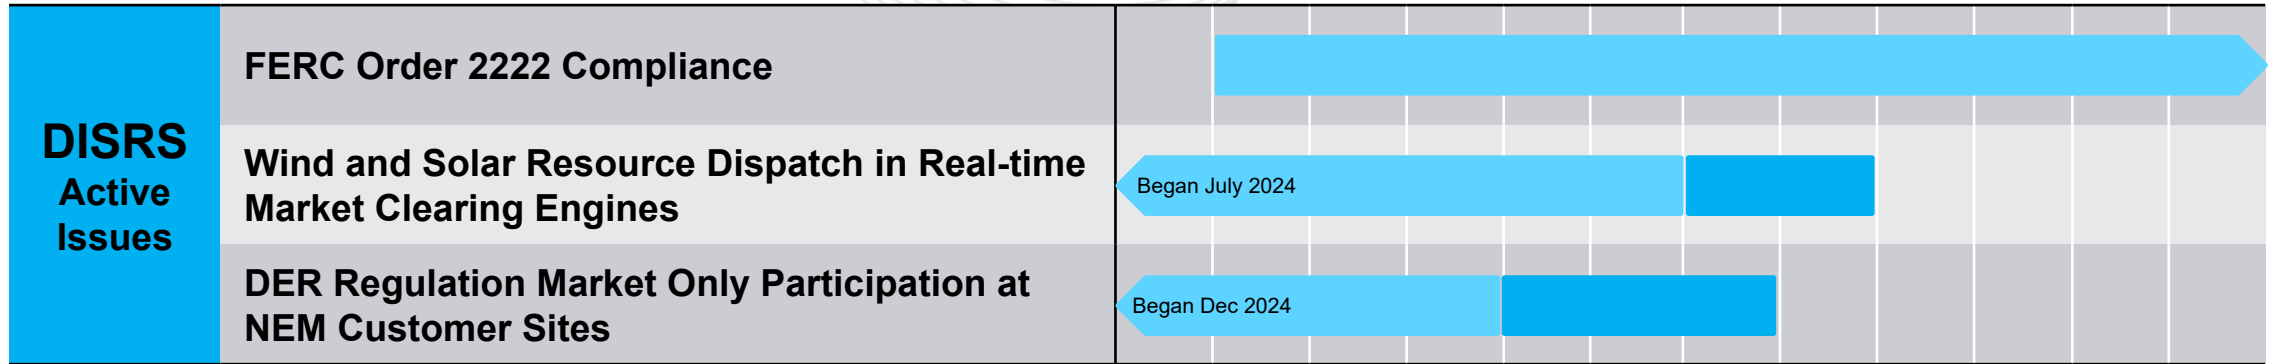 DISRS
Active
Issues
FERC Order 2222 Compliance
Wind and Solar Resource Dispatch in Real-time
Market Clearing Engines
Began July 2024
DER Regulation Market Only Participation at
NEM Customer Sites
Began Dec 2024